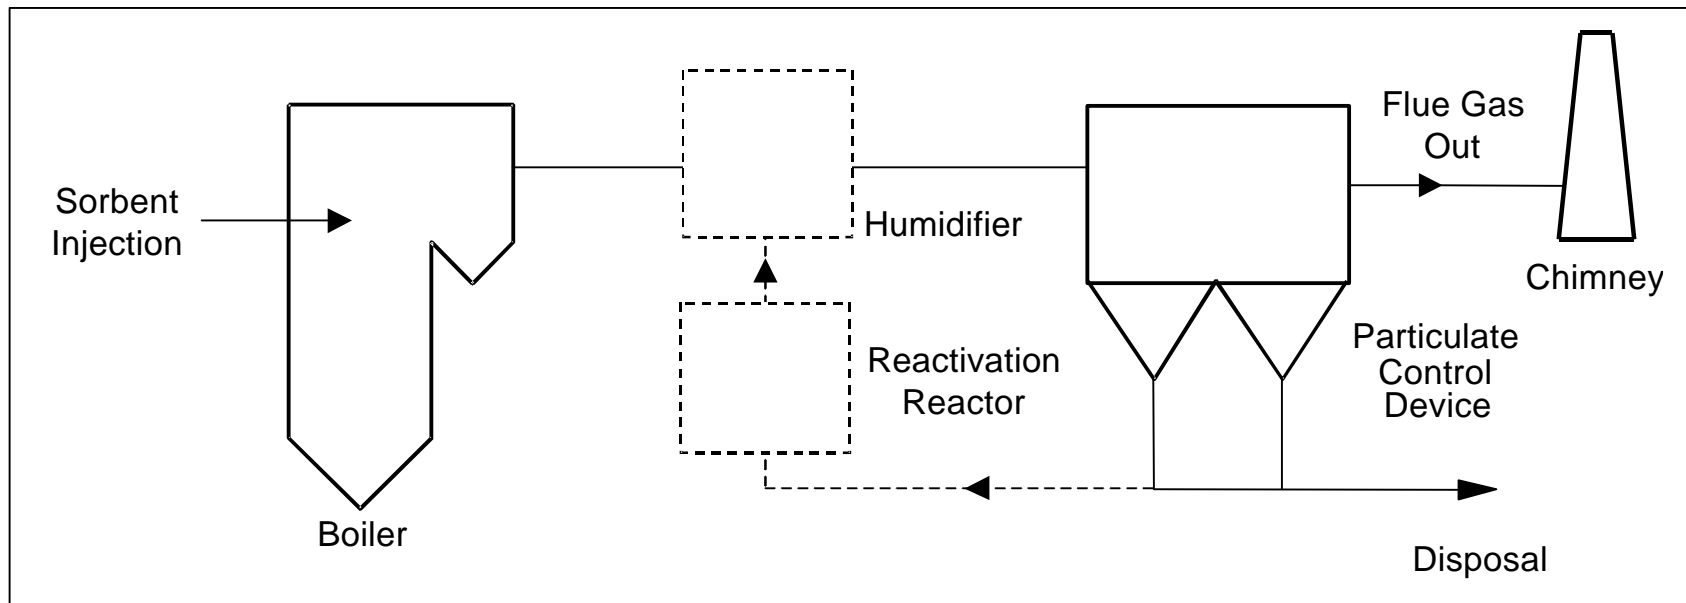 Sorbent
Injection
Boiler
Humidifier
Reactivation
Reactor
Flue Gas
Out
Chimney
Particulate
Control
Device
Disposal